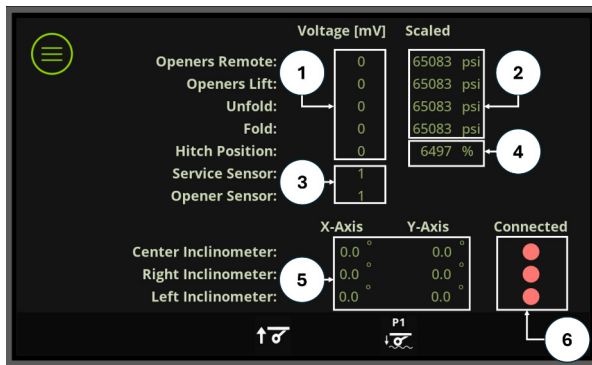 Voltage [mV] Scaled
Openers Remote: 0 65083 psi
Openers Lift: 0 65083 psi
1 2
Unfold: 0 65083 psi
Fold: 0 65083 psi
Hitch Position: 0 6497 % 4
Service Sensor: 1
3
Opener Sensor: 1
X-Axis Y-Axis Connected
Center Inclinometer: 0.0 ° 0.0 °
Right Inclinometer: 0.0 ° 0.0 °
5
Left Inclinometer: 0.0 ° 0.0 °
P1
6